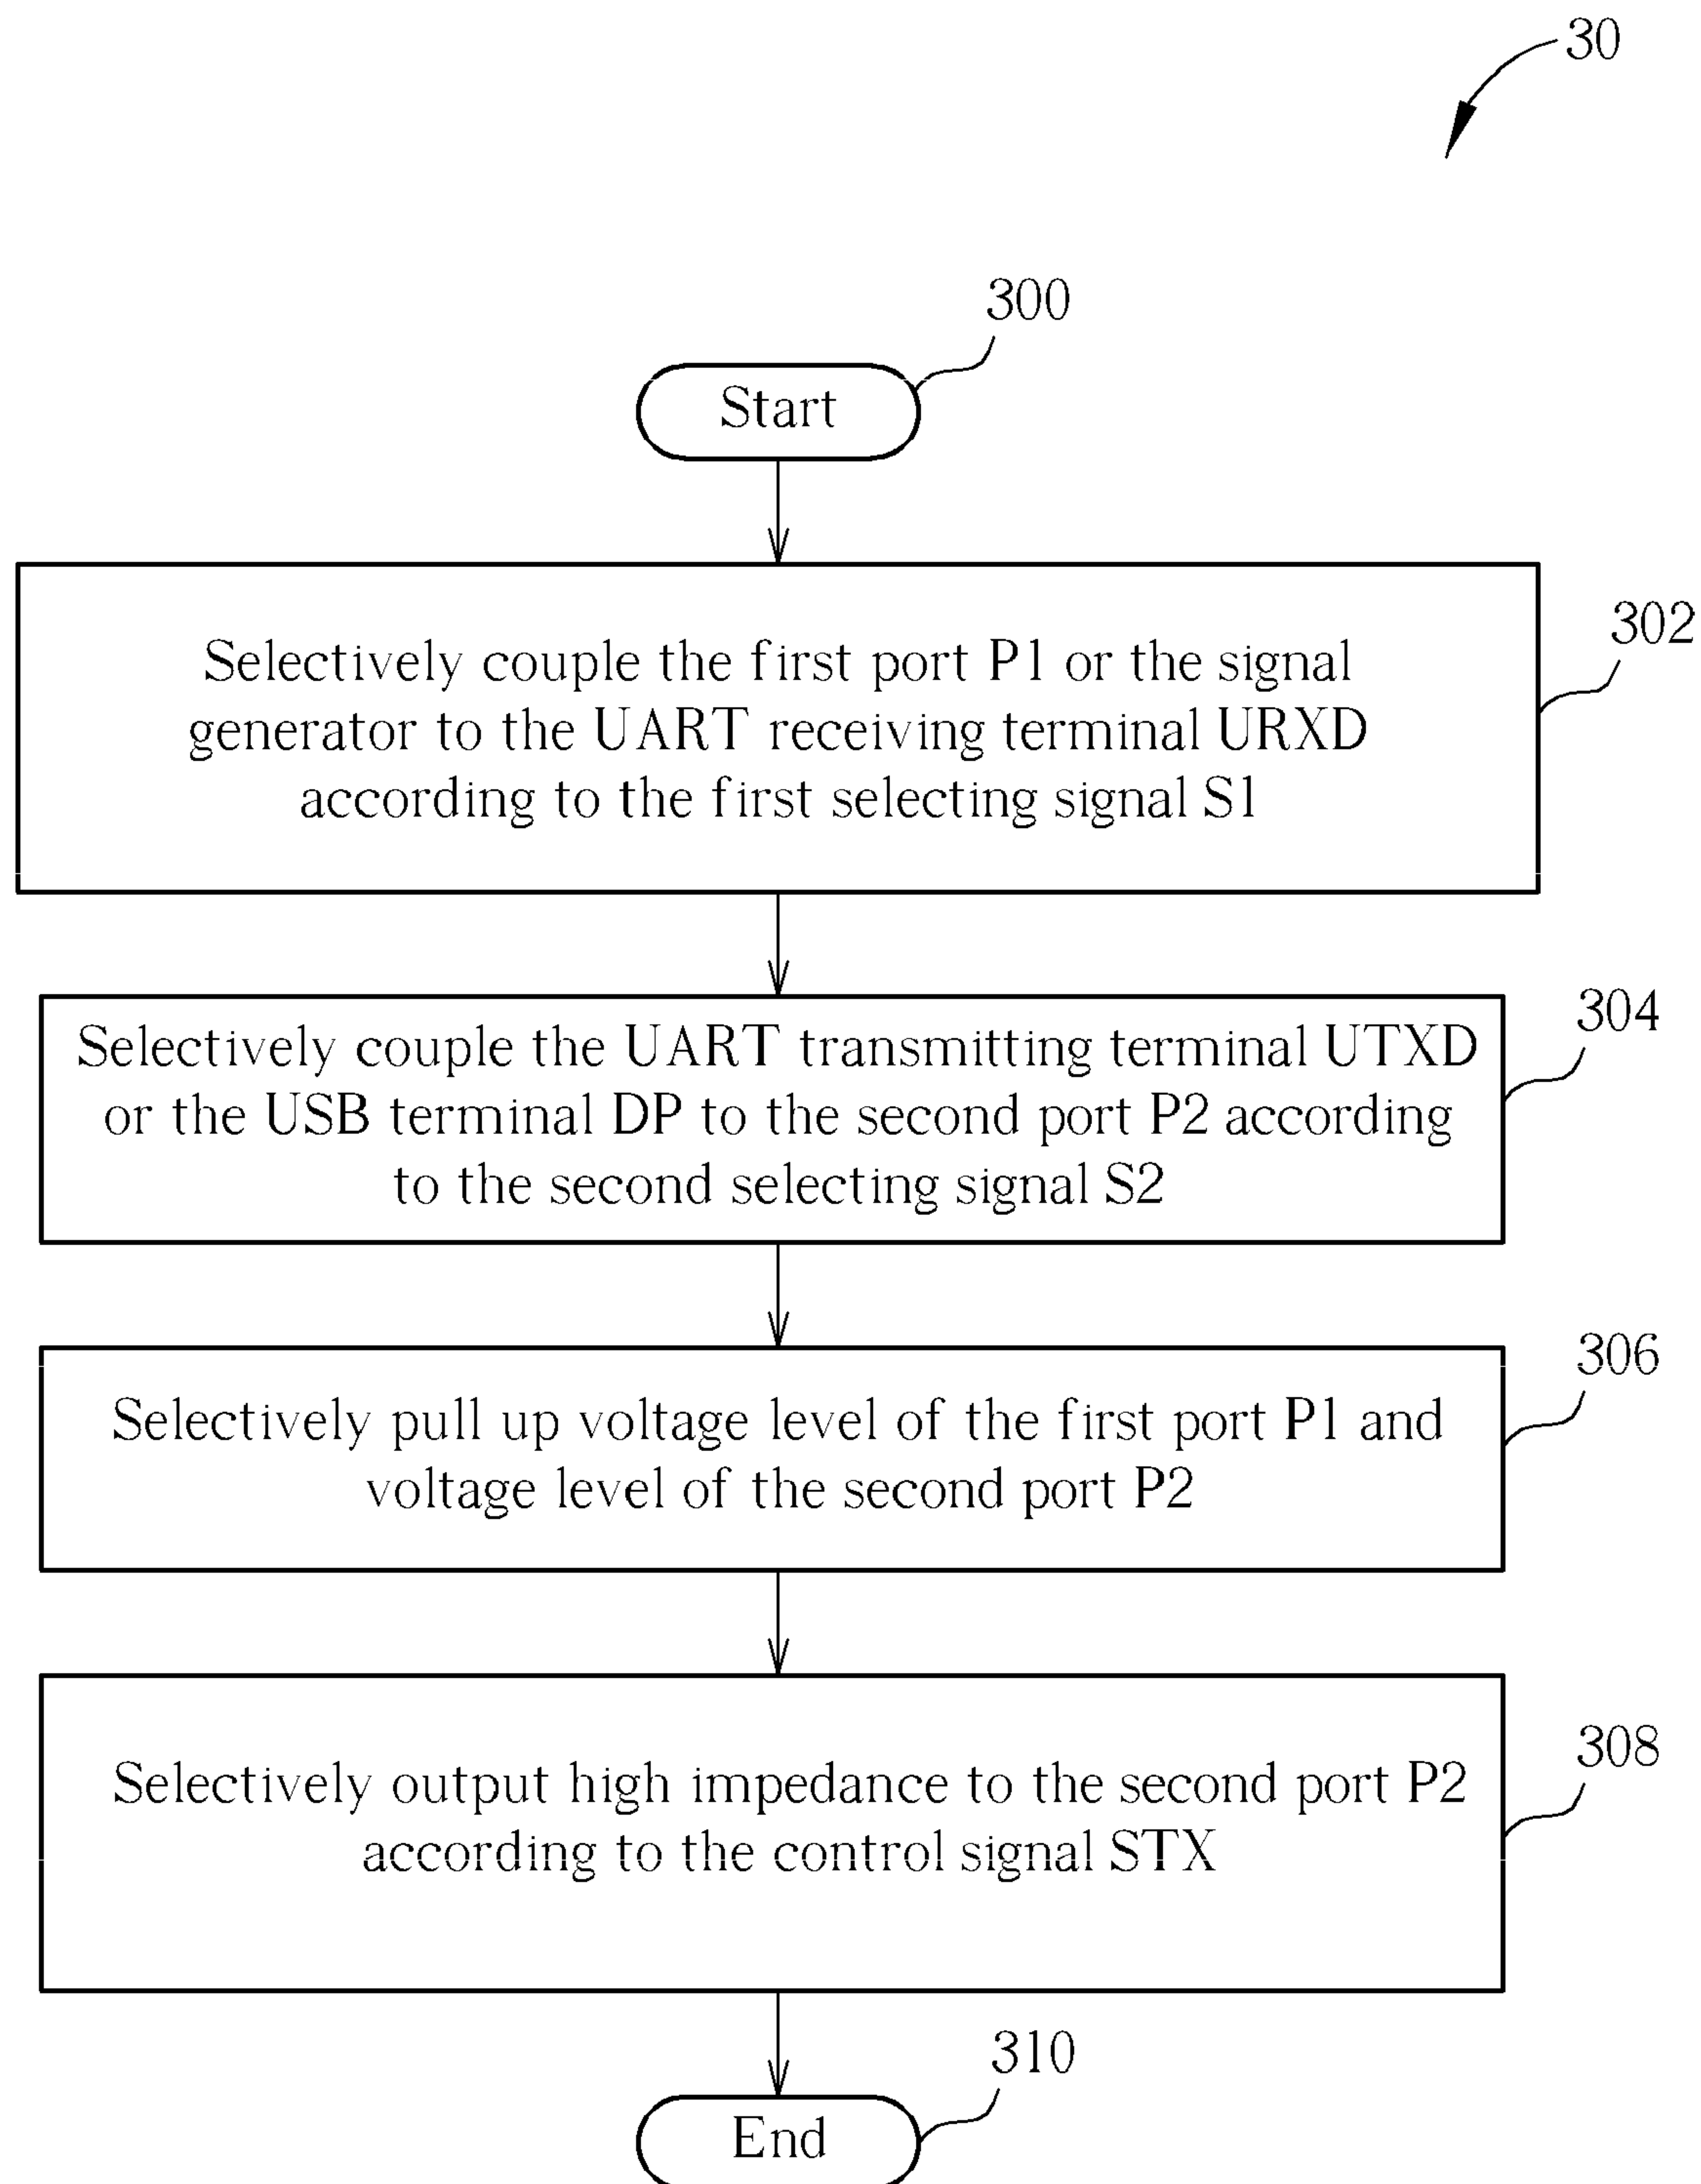 30
300
Start
302
Selectively couple the first port P1 or the signal
generator to the UART receiving terminal URXD
according to the first selecting signal S1
304
Selectively couple the UART transmitting terminal UTXD
or the USB terminal DP to the second port P2 according
to the second selecting signal S2
306
Selectively pull up voltage level of the first port P1 and
voltage level of the second port P2
308
Selectively output high impedance to the second port P2
according to the control signal STX
310
End